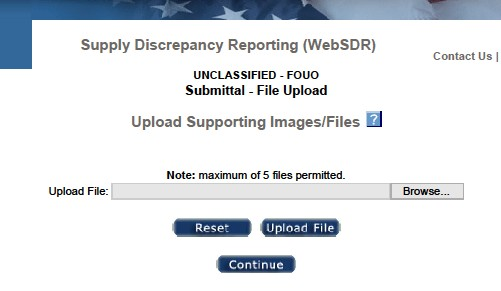 Supply Discrepancy Reporting (WebSDR)
Contact Us |
UNCLASSIFIED - FOUO
Submittal - File Upload
Upload Supporting Images/Files ?
Note: maximum of 5 files permitted.
Upload File: Browse...
Reset Upload File
Continue